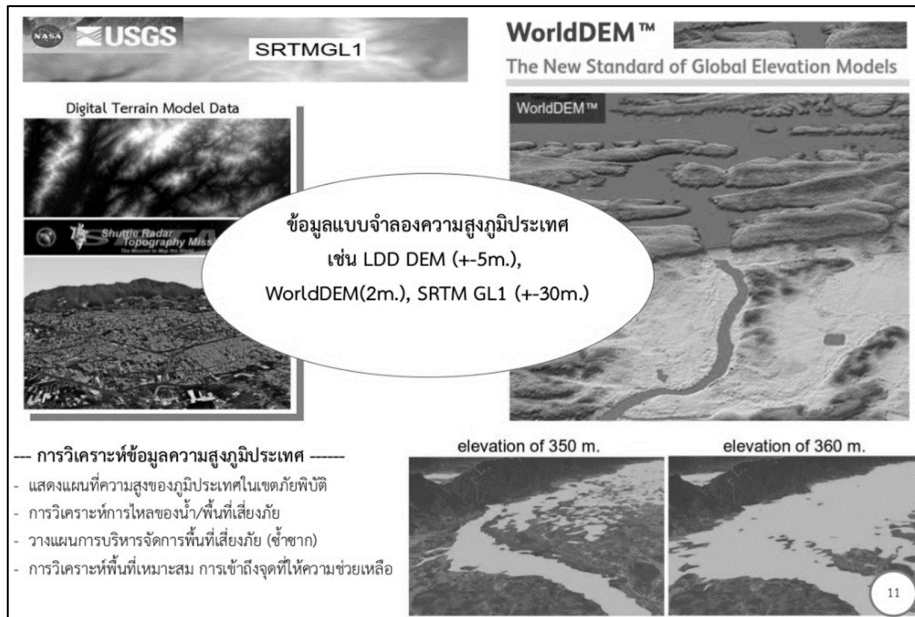 NASA
USGS
SRTMGL1
WorldDEM™
The New Standard of Global Elevation Models
Digital Terrain Model Data
WorldDEM™
Shuttle Radar
Topography Miss
ข้อมูลแบบจำลองความสูงภูมิประเทศ
เช่น LDD DEM (+-5m.),
WorldDEM(2m.), SRTM GL1 (+-30m.)
--- การวิเคราะห์ข้อมูลความสูงภูมิประเทศ ------
- แสดงแผนที่ความสูงของภูมิประเทศในเขตภัยพิบัติ
- การวิเคราะห์การไหลของน้ำ/พื้นที่เสี่ยงภัย
- วางแผนการบริหารจัดการพื้นที่เสี่ยงภัย (ซ้ำซาก)
- การวิเคราะห์พื้นที่เหมาะสม การเข้าถึงจุดที่ให้ความช่วยเหลือ
elevation of 350 m.
elevation of 360 m.
11